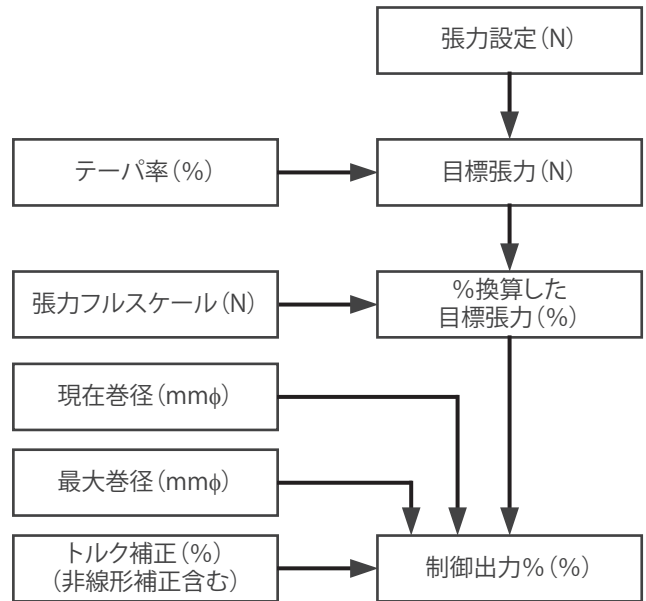 張力設定(N)
テーパ率(%)
目標張力(N)
張力フルスケール(N)
%換算した
目標張力(%)
現在巻径(mmϕ)
最大巻径(mmϕ)
トルク補正(%)
(非線形補正含む)
制御出力%(%)